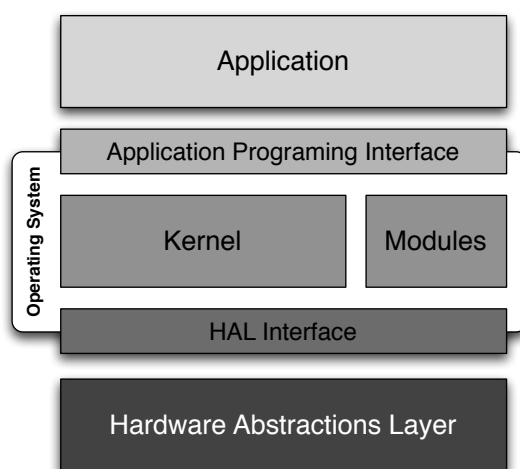 Application
Application Programing Interface
Operating System
Kernel
Modules
HAL Interface
Hardware Abstractions Layer